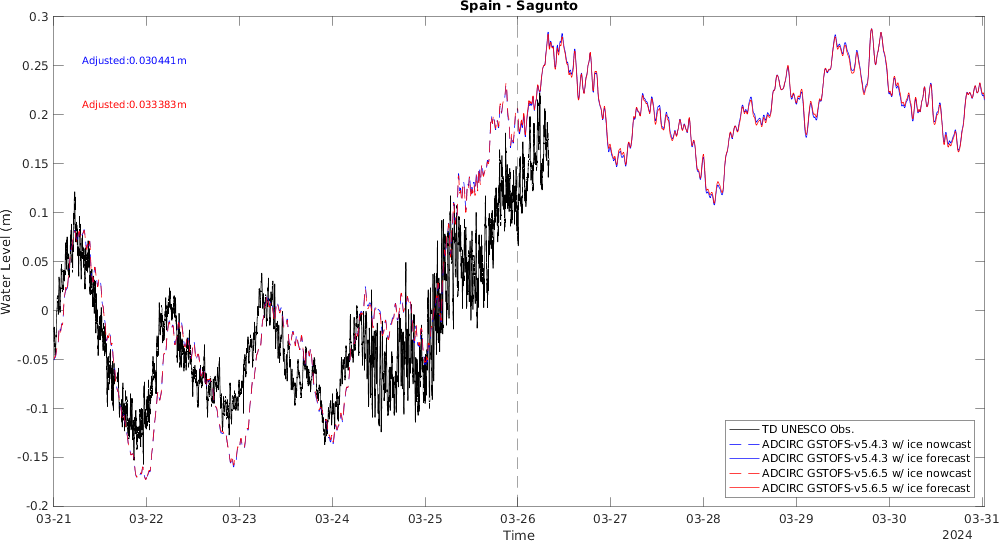 Spain - Sagunto
0.3
0.25
0.2
0.15
0.1
0.05
0
-0.05
-0.1
-0.15
-0.2
Water Level (m)
Adjusted:0.030441m
Adjusted:0.033383m
TD UNESCO Obs.
ADCIRC GSTOFS-v5.4.3 w/ ice nowcast
ADCIRC GSTOFS-v5.4.3 w/ ice forecast
ADCIRC GSTOFS-v5.6.5 w/ ice nowcast
ADCIRC GSTOFS-v5.6.5 w/ ice forecast
03-21 03-22 03-23 03-24 03-25 03-26 03-27 03-28 03-29 03-30 03-31
Time
2024